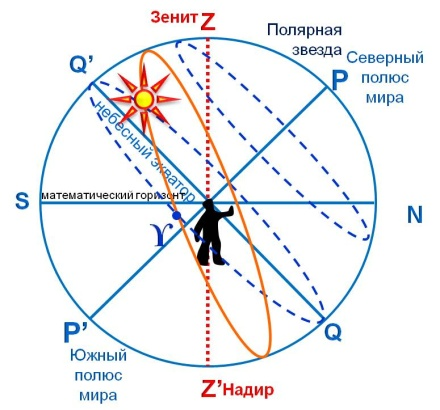 Зенит Z
Полярная
звезда
Северный
полюс
мира
Q’
P
небесный экватор
S
математический горизонт
N
ϒ
P’
Южный
полюс
мира
Q
Z’ Надир